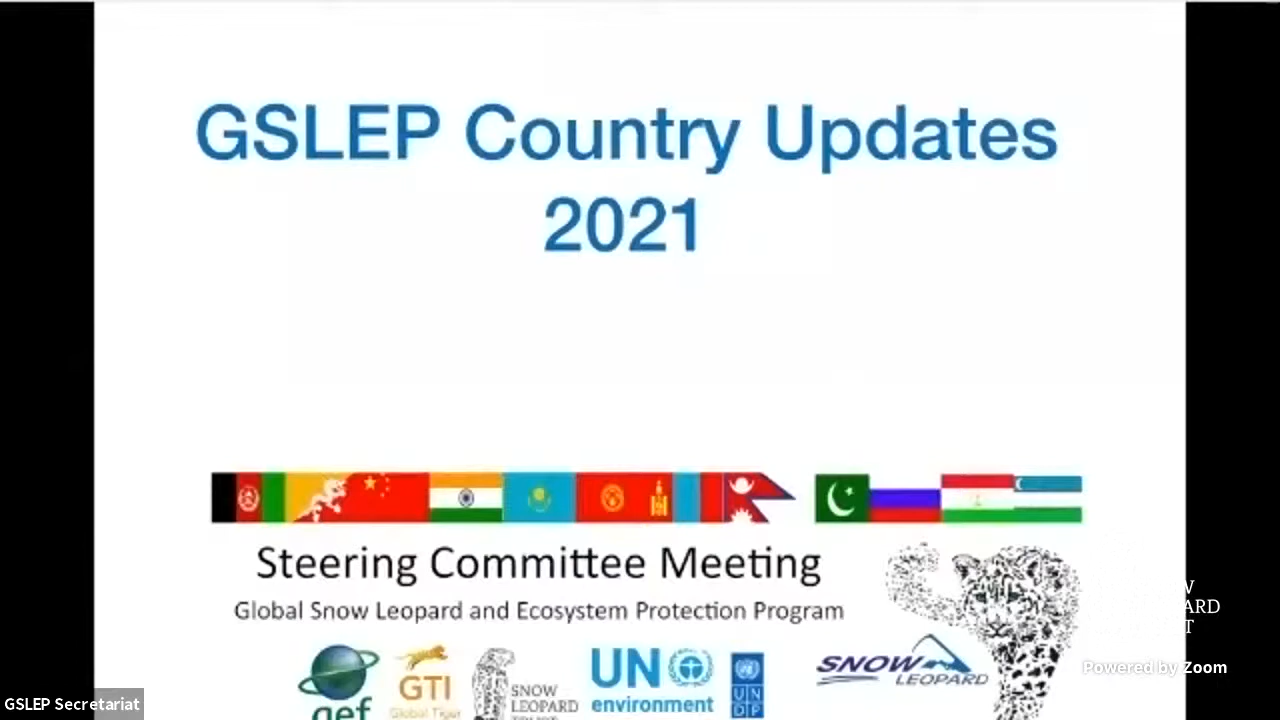 GSLEP Country Updates
2021
Steering Committee Meeting
Global Snow Leopard and Ecosystem Protection Program
gef
GTI
Global Tiger
SNOW
LEOPARD
UN
environment
U N
D P
SNOW
LEOPARD
Powered by Zoom
GSLEP Secretariat